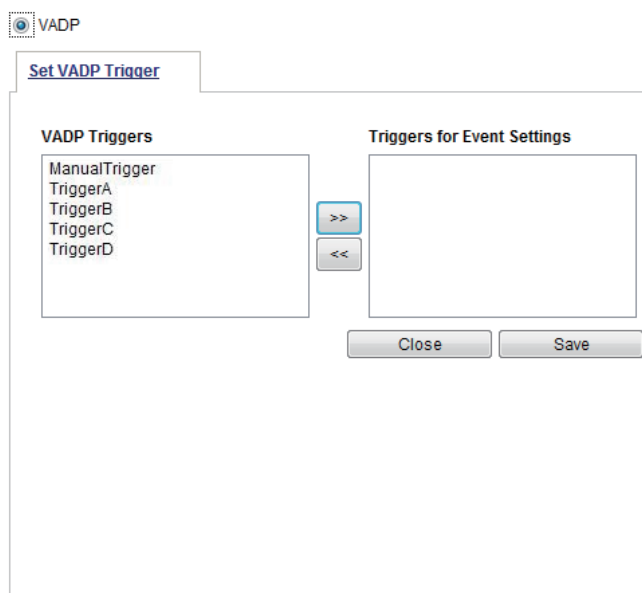 VADP
Set VADP Trigger
VADP Triggers
Triggers for Event Settings
ManualTrigger
TriggerA
TriggerB
TriggerC
TriggerD
>>
<<
Close
Save